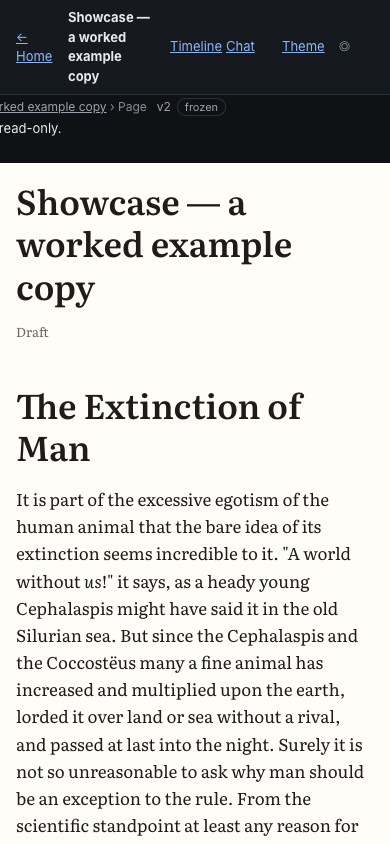 ← Home
Showcase —
a worked
example
copy
Timeline Chat
Theme
rked example copy › Page v2 frozen
read-only.
Showcase — a
worked example
copy
Draft
The Extinction of
Man
It is part of the excessive egotism of the
human animal that the bare idea of its
extinction seems incredible to it. "A world
without us!" it says, as a heady young
Cephalaspis might have said it in the old
Silurian sea. But since the Cephalaspis and
the Coccostëus many a fine animal has
increased and multiplied upon the earth,
lorded it over land or sea without a rival,
and passed at last into the night. Surely it is
not so unreasonable to ask why man should
be an exception to the rule. From the
scientific standpoint at least any reason for